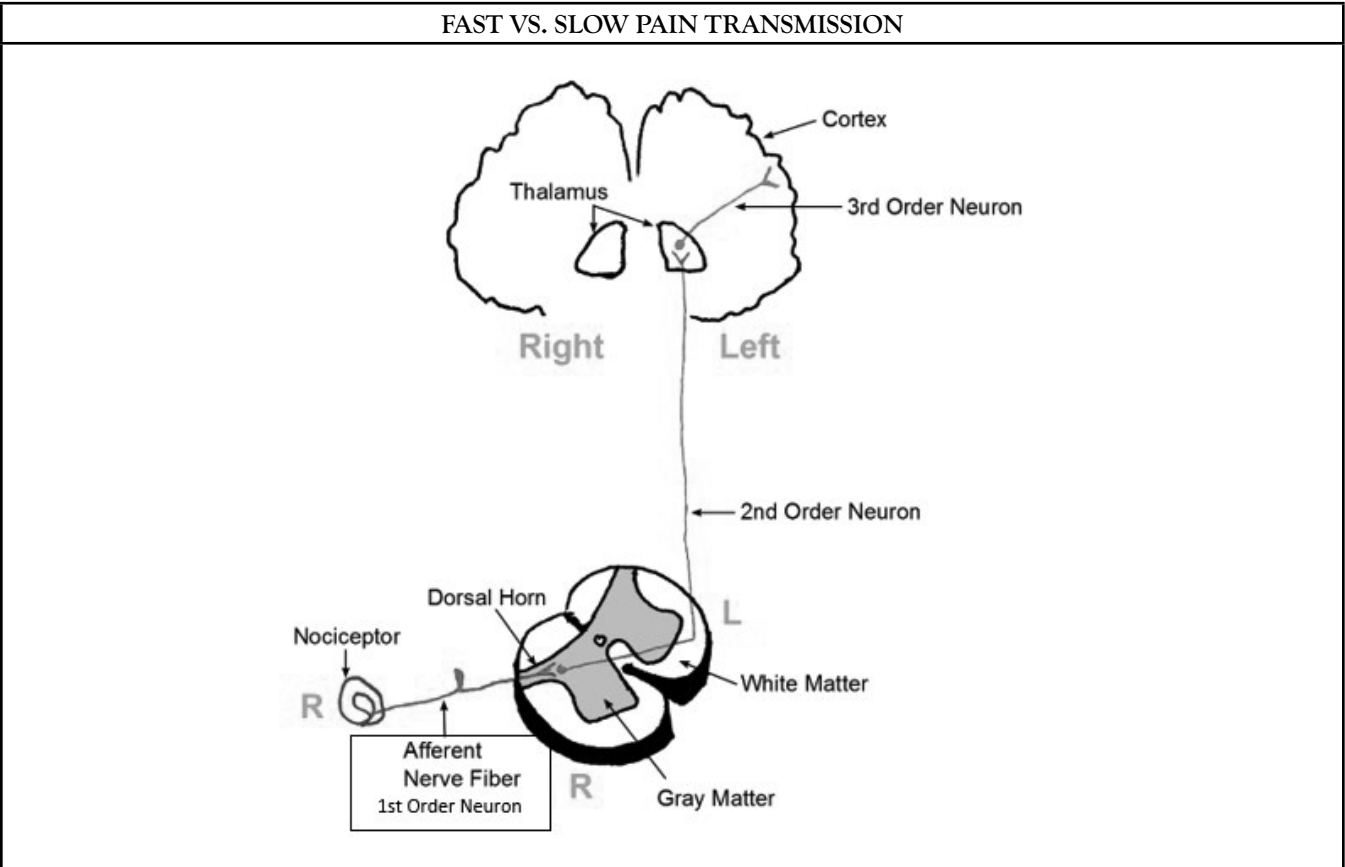 FAST VS. SLOW PAIN TRANSMISSION
Cortex
Thalamus
3rd Order Neuron
Right
Left
2nd Order Neuron
Dorsal Horn
L
Nociceptor
White Matter
R
Afferent
Nerve Fiber
1st Order Neuron
R
Gray Matter